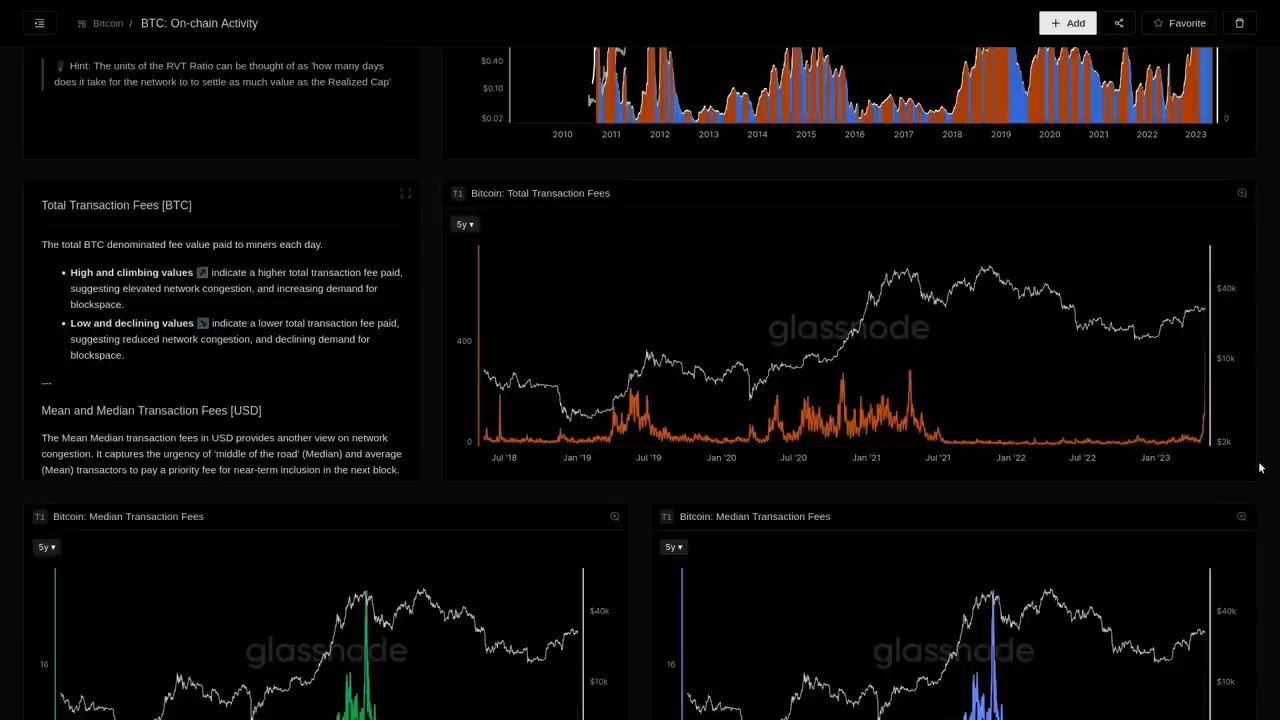 Bitcoin / BTC: On-chain Activity
Add
Favorite
Hint: The units of the RVT Ratio can be thought of as 'how many days
does it take for the network to to settle as much value as the Realized Cap'
$0.40
$0.10
$0.02
0
2010 2011 2012 2013 2014 2015 2016 2017 2018 2019 2020 2021 2022 2023
Total Transaction Fees [BTC]
The total BTC denominated fee value paid to miners each day.
• High and climbing values ↗ indicate a higher total transaction fee paid,
suggesting elevated network congestion, and increasing demand for
blockspace.
• Low and declining values ↘ indicate a lower total transaction fee paid,
suggesting reduced network congestion, and declining demand for
blockspace.
---
Mean and Median Transaction Fees [USD]
The Mean Median transaction fees in USD provides another view on network
congestion. It captures the urgency of 'middle of the road' (Median) and average
(Mean) transactors to pay a priority fee for near-term inclusion in the next block.
T1 Bitcoin: Total Transaction Fees
5y ▾
glassnode
400
0
$40k
$10k
$2k
Jul '18 Jan '19 Jul '19 Jan '20 Jul '20 Jan '21 Jul '21 Jan '22 Jul '22 Jan '23
T1 Bitcoin: Median Transaction Fees
5y ▾
glassnode
16
$40k
$10k
T1 Bitcoin: Median Transaction Fees
5y ▾
glassnode
16
$40k
$10k